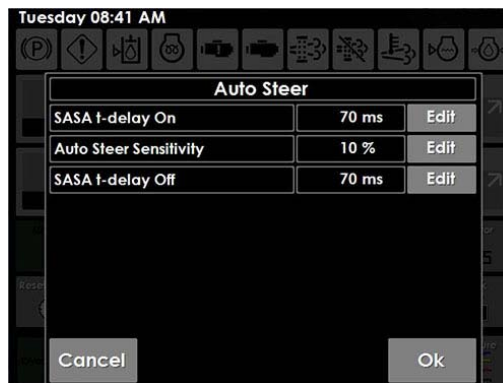 Tuesday 08:41 AM
Auto Steer
SASA t-delay On 70 ms Edit
Auto Steer Sensitivity 10 % Edit
SASA t-delay Off 70 ms Edit
Cancel Ok